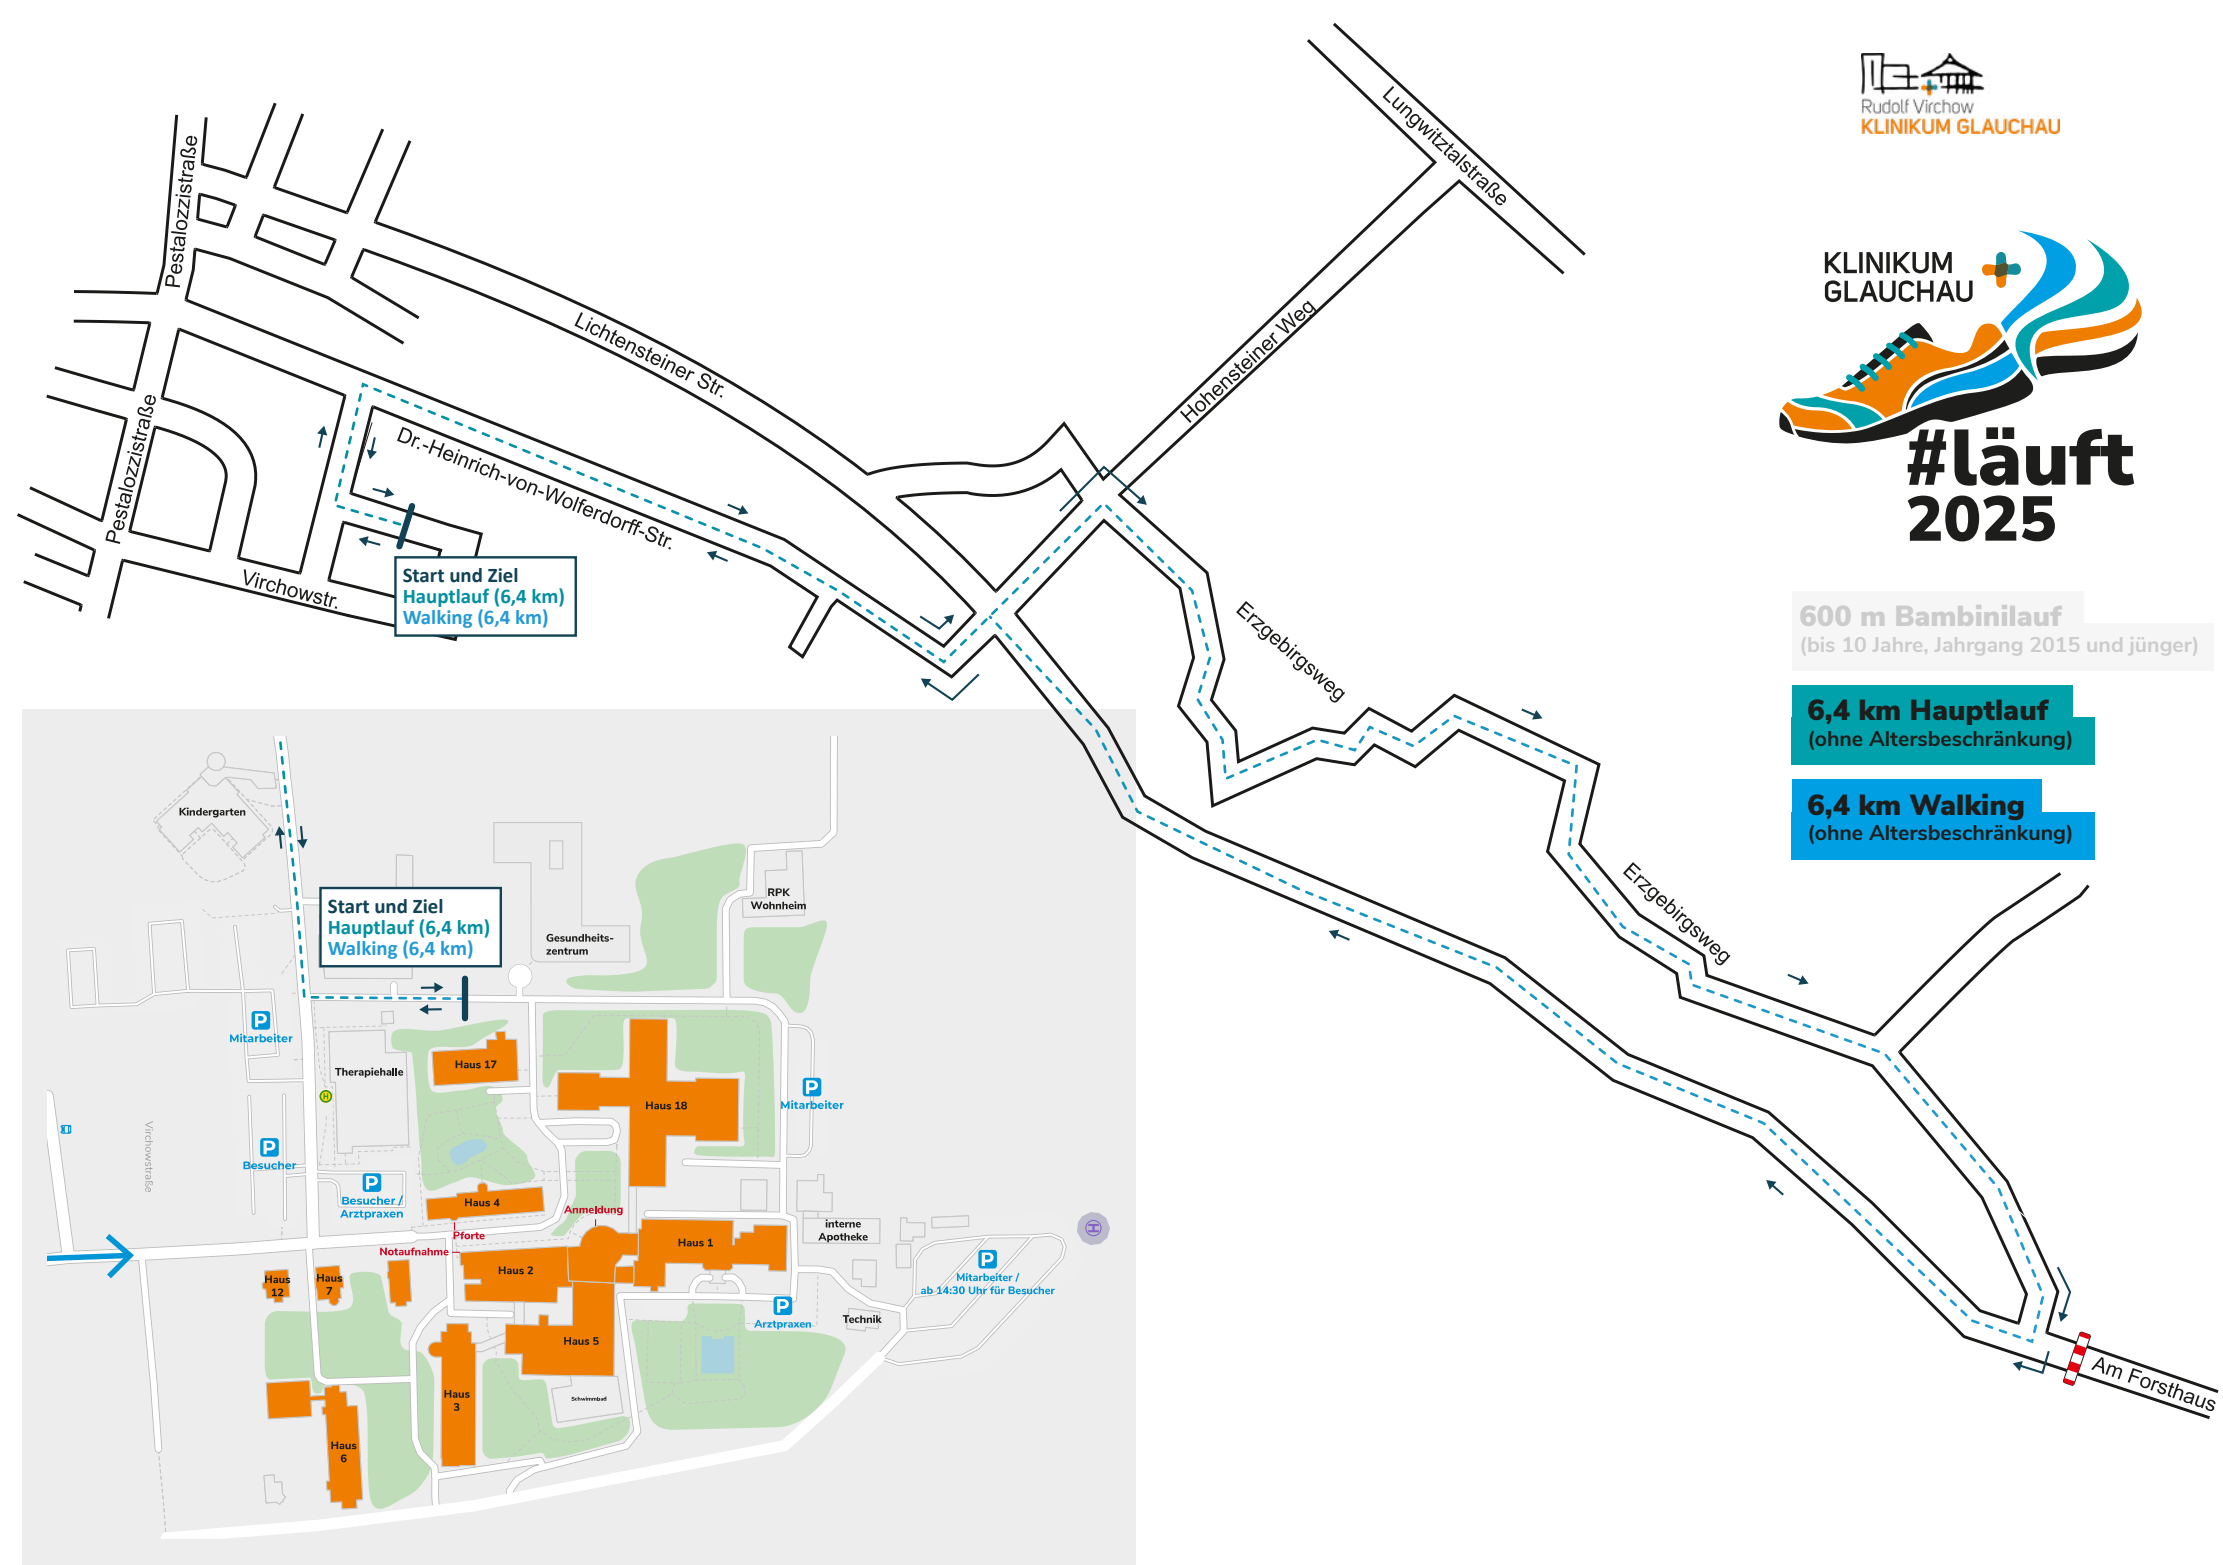 Rudolf Virchow
KLINIKUM GLAUCHAU
Lungwitztalstraße
Pestalozzistraße
KLINIKUM
GLAUCHAU
Hohensteiner Weg
Lichtensteiner Str.
Pestalozzistraße
Dr.-Heinrich-von-Wolferdorff-Str.
#läuft
2025
Virchowstr.
Start und Ziel
Hauptlauf (6,4 km)
Walking (6,4 km)
Erzgebirgsweg
600 m Bambinilauf
(bis 10 Jahre, Jahrgang 2015 und jünger)
6,4 km Hauptlauf
(ohne Altersbeschränkung)
6,4 km Walking
(ohne Altersbeschränkung)
Erzgebirgsweg
Am Forsthaus
Kindergarten
RPK
Wohnheim
Start und Ziel
Hauptlauf (6,4 km)
Walking (6,4 km)
Gesundheits-
zentrum
P
Mitarbeiter
Therapiehalle
Haus 17
H
Haus 18
P
Mitarbeiter
Virchowstraße
P
Besucher
P
Besucher /
Arztpraxen
Haus 4
Anmeldung
Pforte
Notaufnahme
interne
Apotheke
Haus 1
Haus 2
H
P
Mitarbeiter /
ab 14:30 Uhr für Besucher
Haus
12
Haus
7
P
Arztpraxen
Technik
Haus 5
Haus
3
Schwimmbad
Haus
6